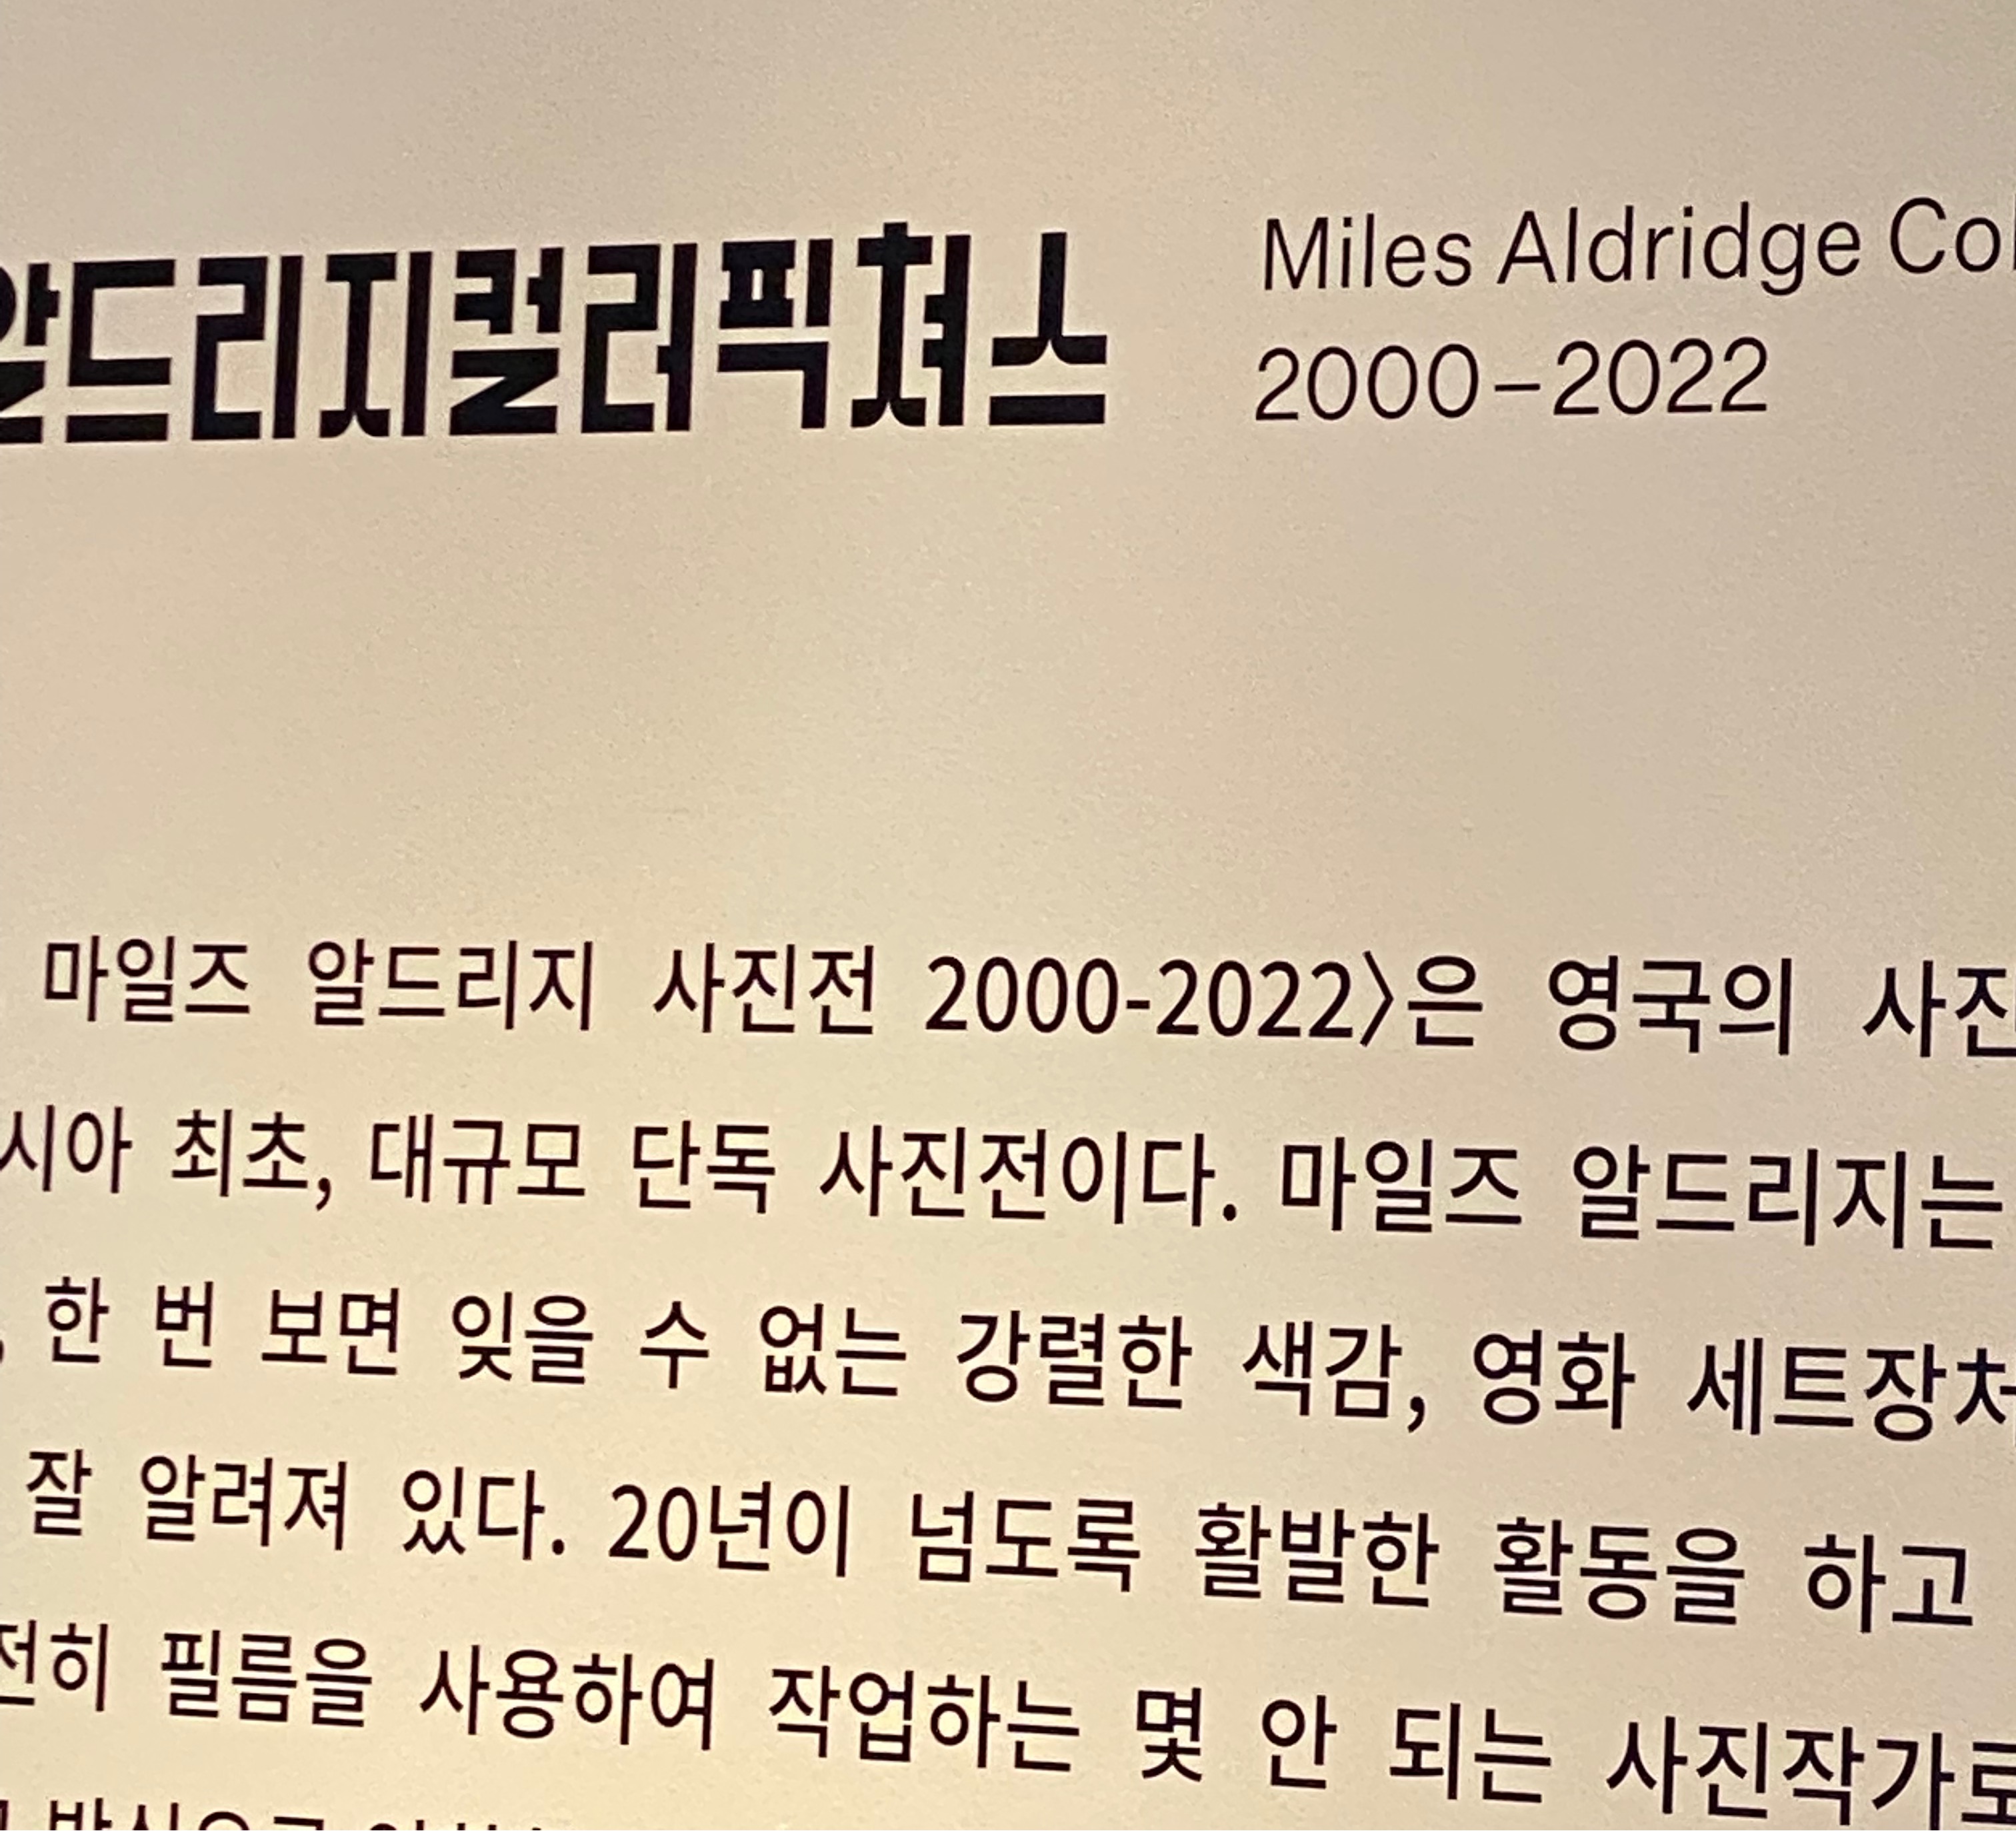 알드리지컬러픽쳐스
Miles Aldridge
2000–2022
마일즈 알드리지 사진전 2000-2022〉은 영국의 사진
시아 최초, 대규모 단독 사진전이다. 마일즈 알드리지는
, 한 번 보면 잊을 수 없는 강렬한 색감, 영화 세트장처
잘 알려져 있다. 20년이 넘도록 활발한 활동을 하고
전히 필름을 사용하여 작업하는 몇 안 되는 사진작가로